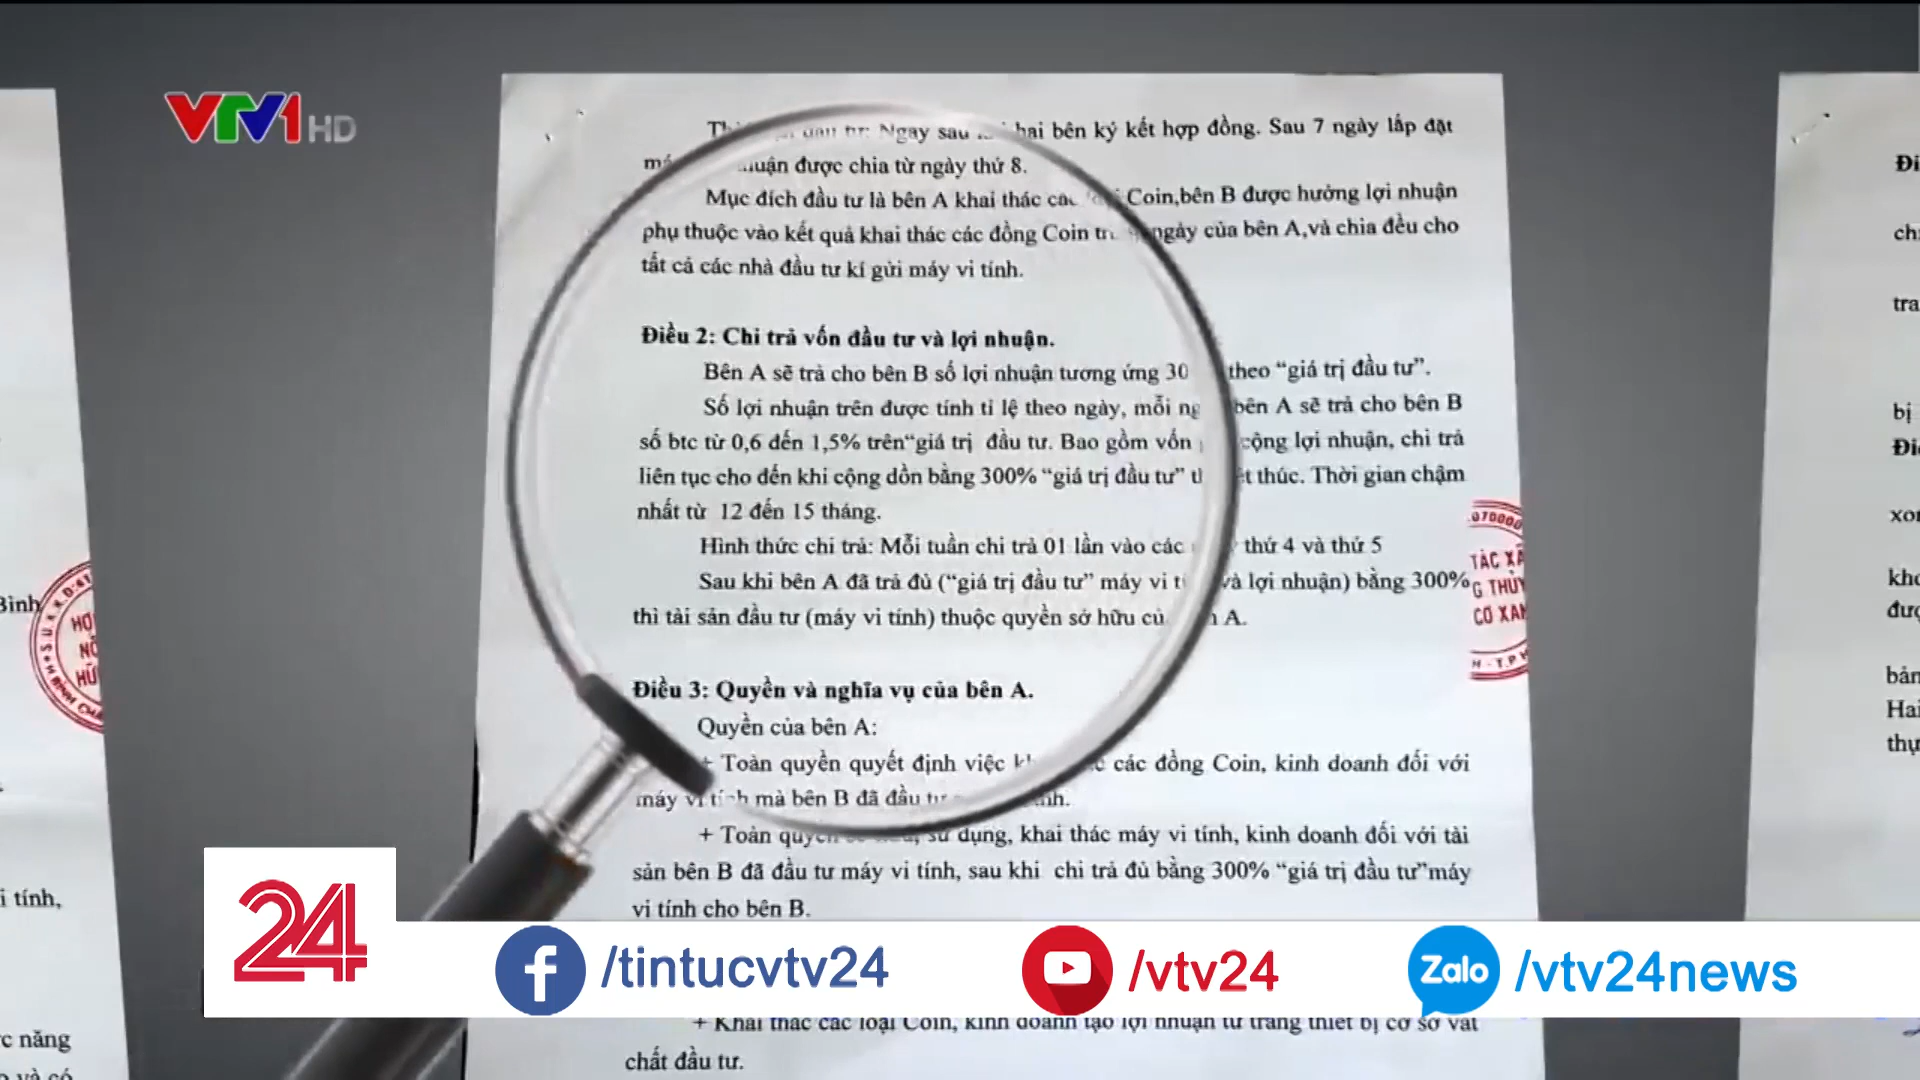 VTV1 HD
hai bên ký kết hợp đồng. Sau 7 ngày lắp đặt
được chia từ ngày thứ 8.
Mục đích đầu tư là bên A khai thác Coin,bên B được hưởng lợi nhuận
phụ thuộc vào kết quả khai thác các đồng Coin ngày của bên A,và chia đều cho
tất cả các nhà đầu tư kí gửi máy vi tính.
Điều 2: Chi trả vốn đầu tư và lợi nhuận.
Bên A sẽ trả cho bên B số lợi nhuận tương ứng theo “giá trị đầu tư”.
Số lợi nhuận trên được tính tỉ lệ theo ngày, mỗi bên A sẽ trả cho bên B
số btc từ 0,6 đến 1,5% trên“giá trị đầu tư. Bao gồm vốn cộng lợi nhuận, chi trả
liên tục cho đến khi cộng dồn bằng 300% “giá trị đầu tư” thúc. Thời gian chậm
nhất từ 12 đến 15 tháng.
Hình thức chi trả: Mỗi tuần chi trả 01 lần vào các thứ 4 và thứ 5
Sau khi bên A đã trả đủ (“giá trị đầu tư” máy vi và lợi nhuận) bằng 300%
thì tài sản đầu tư (máy vi tính) thuộc quyền sở hữu A.
Điều 3: Quyền và nghĩa vụ của bên A.
Quyền của bên A:
+ Toàn quyền quyết định việc các đồng Coin, kinh doanh đối với
máy vi tính mà bên B đã đầu tư
+ Toàn quyền sử dụng, khai thác máy vi tính, kinh doanh đối với tài
sản bên B đã đầu tư máy vi tính, sau khi chi trả đủ bằng 300% “giá trị đầu tư”máy
vi tính cho bên B.
24
/tintucvtv24
/vtv24
Zalo /vtv24news
+ Khai thác các loại Coin, kinh doanh tạo lợi nhuận từ trang thiết bị cơ sở vật
chất đầu tư.